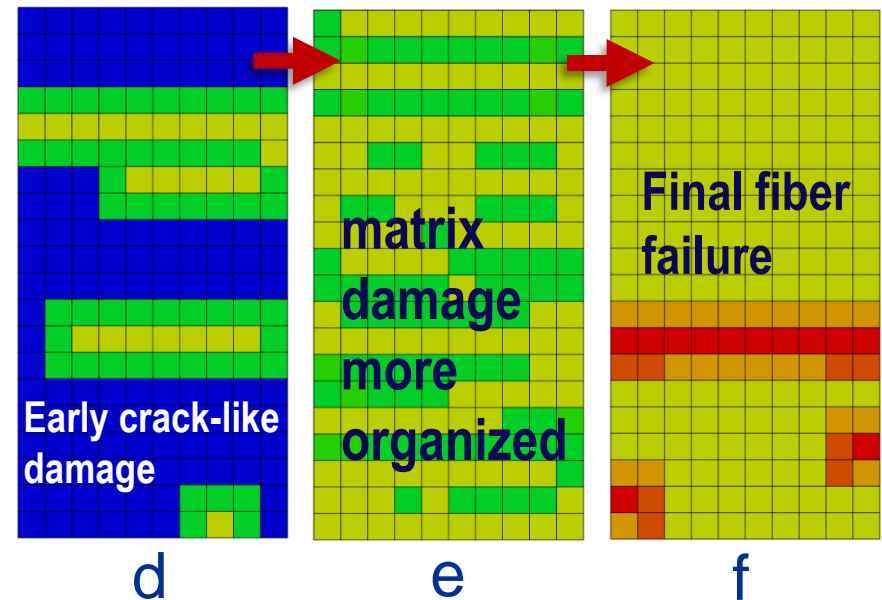 Early crack-like
damage
matrix
damage
more
organized
Final fiber
failure
d
e
f